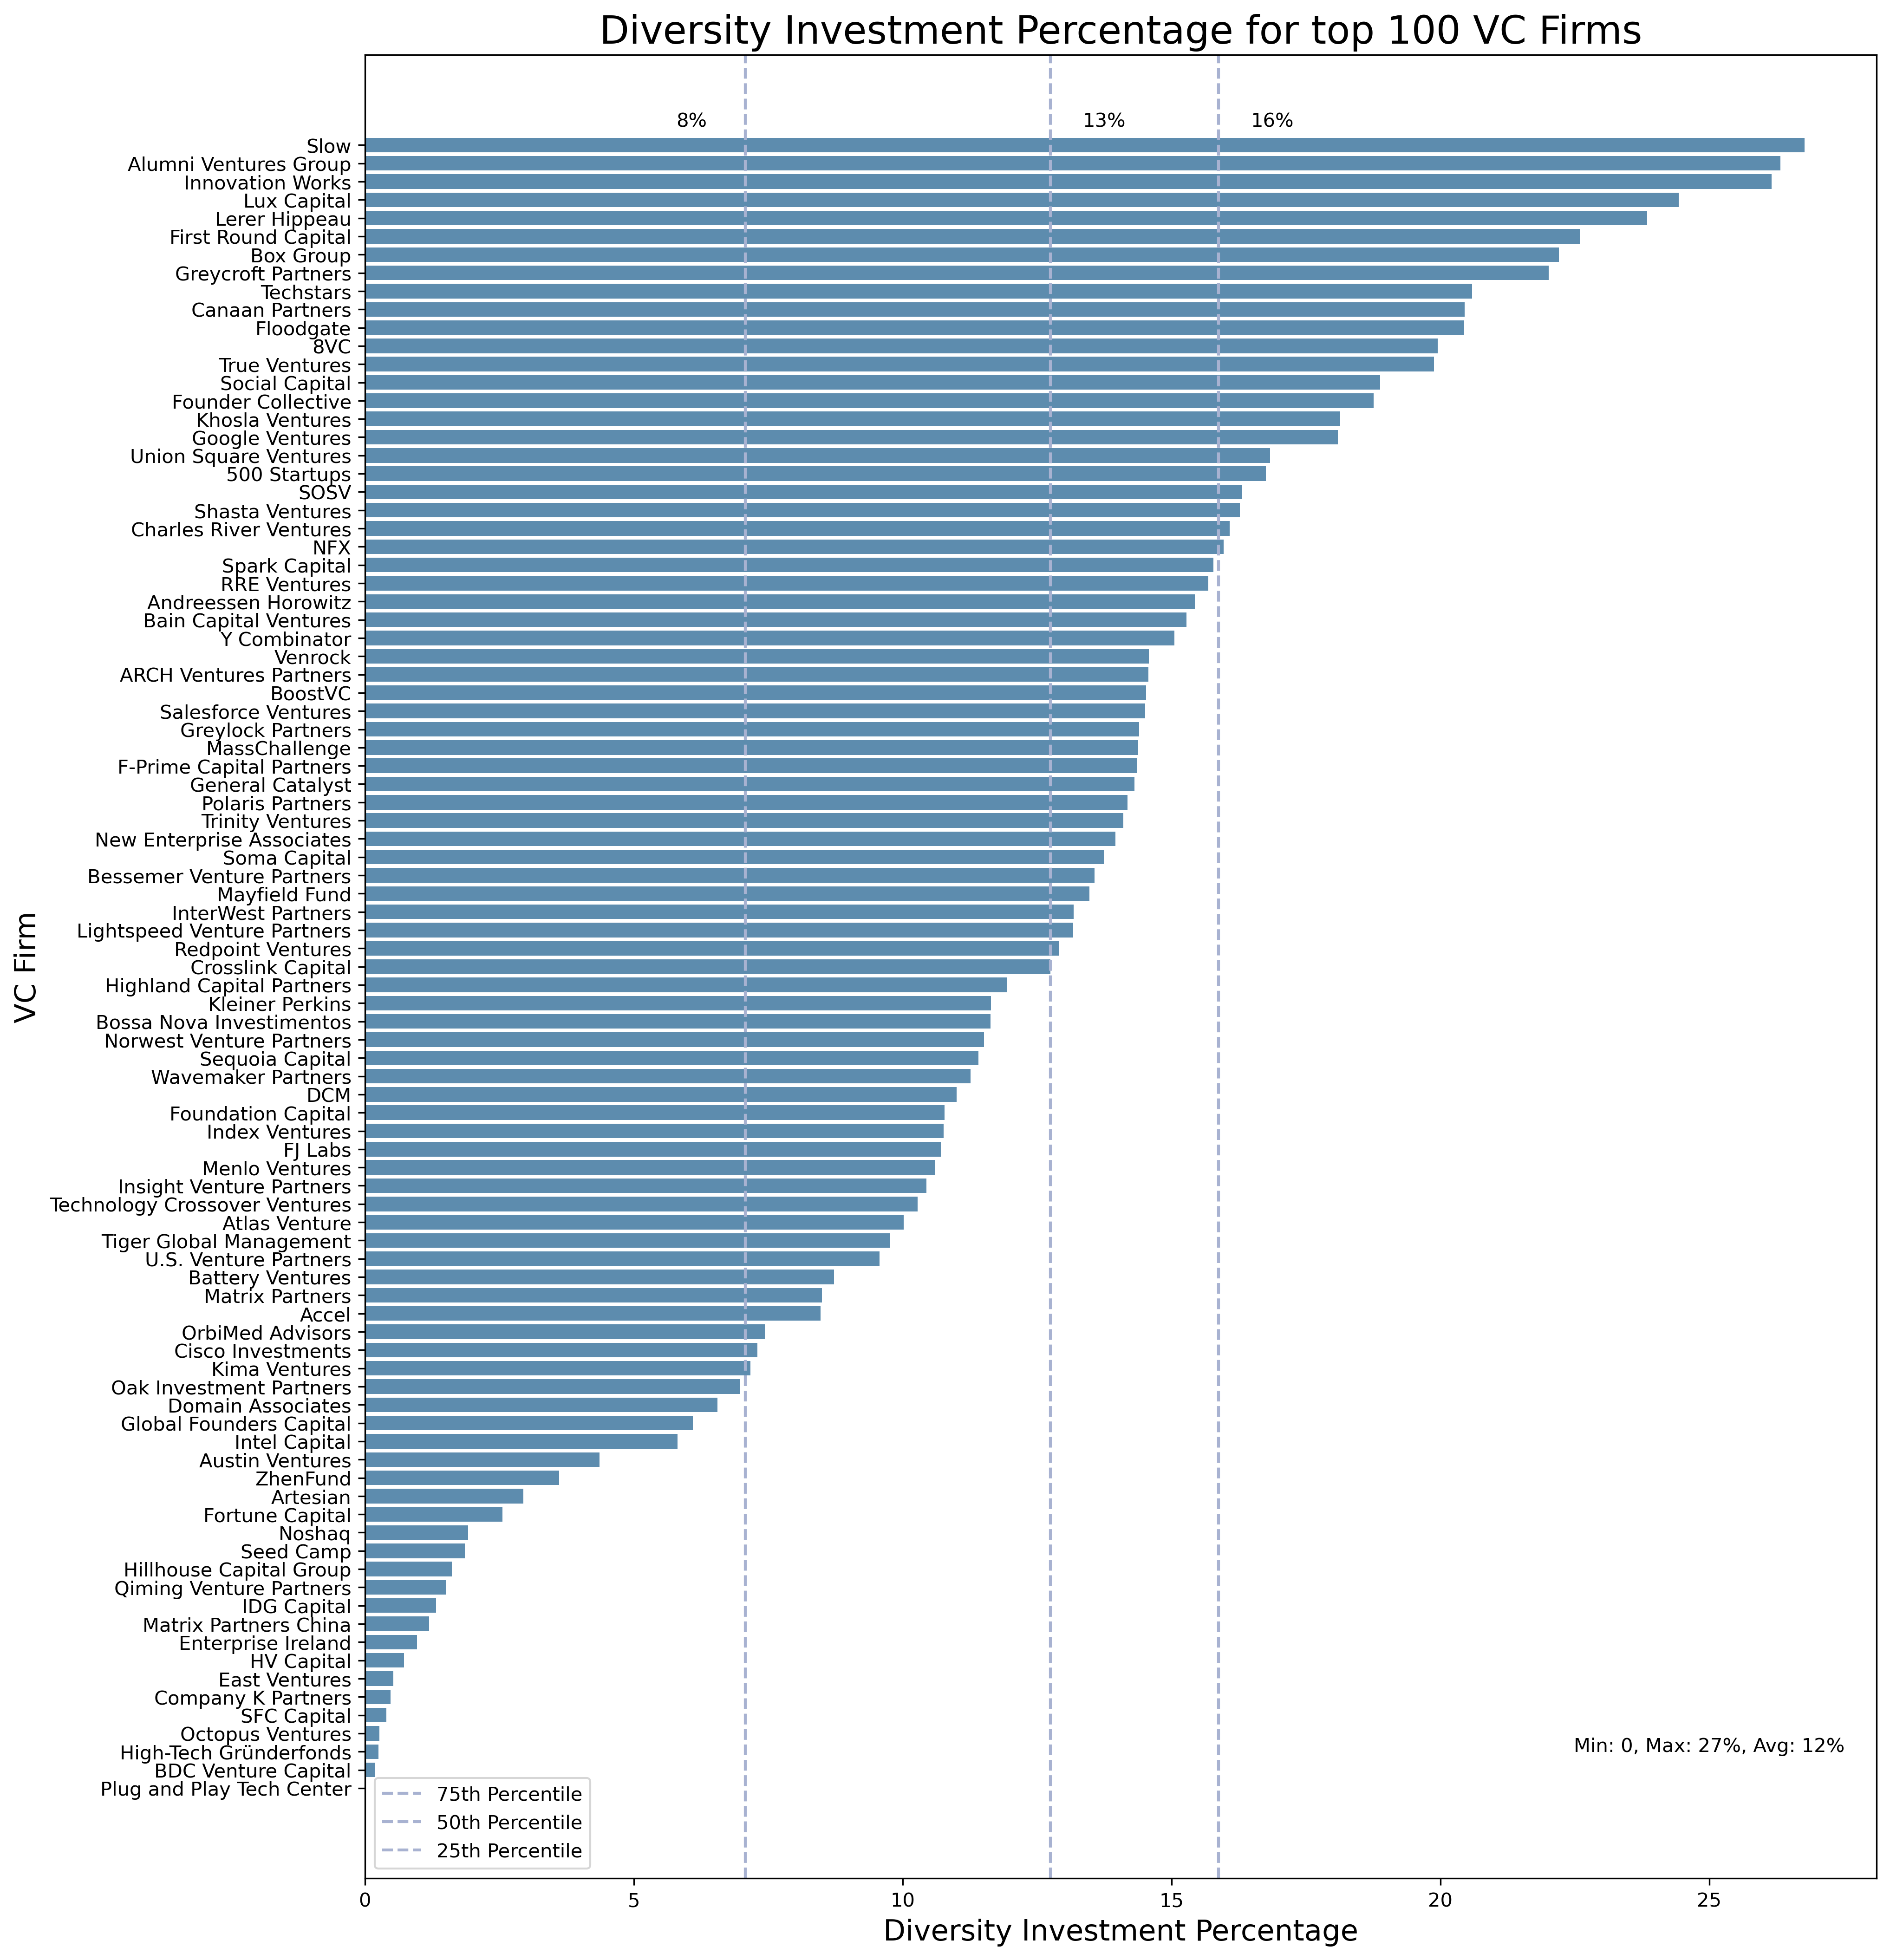 Diversity Investment Percentage for top 100 VC Firms
8% 13% 16%
Slow
Alumni Ventures Group
Innovation Works
Lux Capital
Lerer Hippeau
First Round Capital
Box Group
Greycroft Partners
Techstars
Canaan Partners
Floodgate
8VC
True Ventures
Social Capital
Founder Collective
Khosla Ventures
Google Ventures
Union Square Ventures
500 Startups
SOSV
Shasta Ventures
Charles River Ventures
NFX
Spark Capital
RRE Ventures
Andreessen Horowitz
Bain Capital Ventures
Y Combinator
Venrock
ARCH Ventures Partners
BoostVC
Salesforce Ventures
Greylock Partners
MassChallenge
F-Prime Capital Partners
General Catalyst
Polaris Partners
Trinity Ventures
New Enterprise Associates
Soma Capital
Bessemer Venture Partners
Mayfield Fund
InterWest Partners
Lightspeed Venture Partners
Redpoint Ventures
Crosslink Capital
Highland Capital Partners
Kleiner Perkins
Bossa Nova Investimentos
Norwest Venture Partners
Sequoia Capital
Wavemaker Partners
DCM
Foundation Capital
Index Ventures
FJ Labs
Menlo Ventures
Insight Venture Partners
Technology Crossover Ventures
Atlas Venture
Tiger Global Management
U.S. Venture Partners
Battery Ventures
Matrix Partners
Accel
OrbiMed Advisors
Cisco Investments
Kima Ventures
Oak Investment Partners
Domain Associates
Global Founders Capital
Intel Capital
Austin Ventures
ZhenFund
Artesian
Fortune Capital
Noshaq
Seed Camp
Hillhouse Capital Group
Qiming Venture Partners
IDG Capital
Matrix Partners China
Enterprise Ireland
HV Capital
East Ventures
Company K Partners
SFC Capital
Octopus Ventures
High-Tech Gründerfonds
BDC Venture Capital
Plug and Play Tech Center
VC Firm
Min: 0, Max: 27%, Avg: 12%
75th Percentile
50th Percentile
25th Percentile
0 5 10 15 20 25
Diversity Investment Percentage